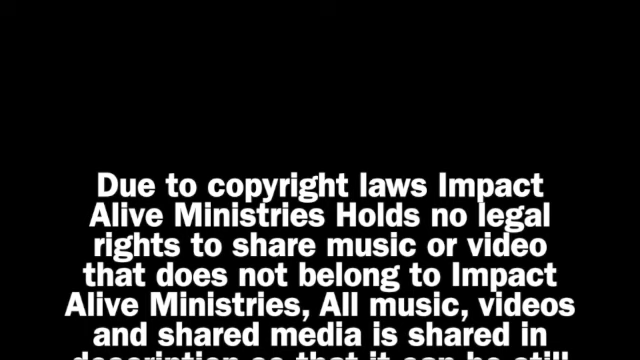 Due to copyright laws Impact
Alive Ministries Holds no legal
rights to share music or video
that does not belong to Impact
Alive Ministries, All music, videos
and shared media is shared in
description so that it can be still